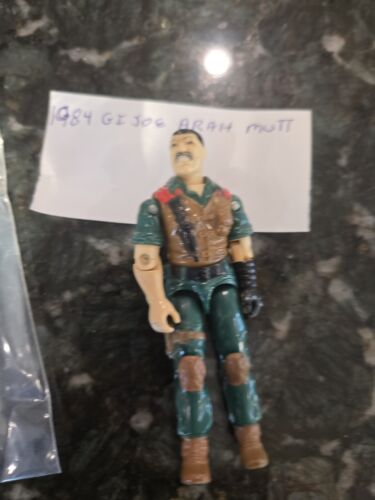 1984 GI JOE ARAH MUTT